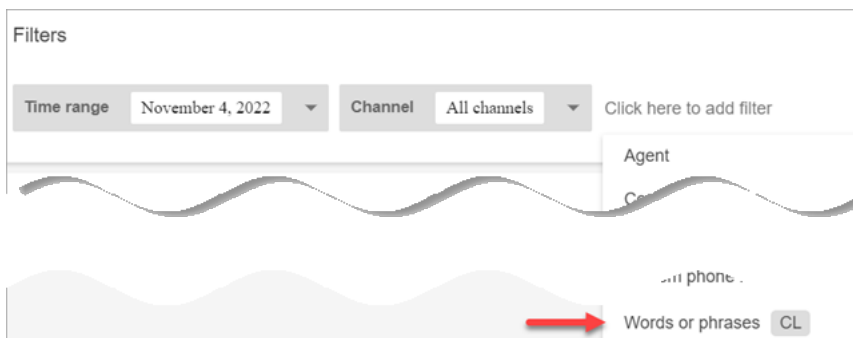 Filters
Time range November 4, 2022 Channel All channels Click here to add filter
Agent
phone
Words or phrases CL